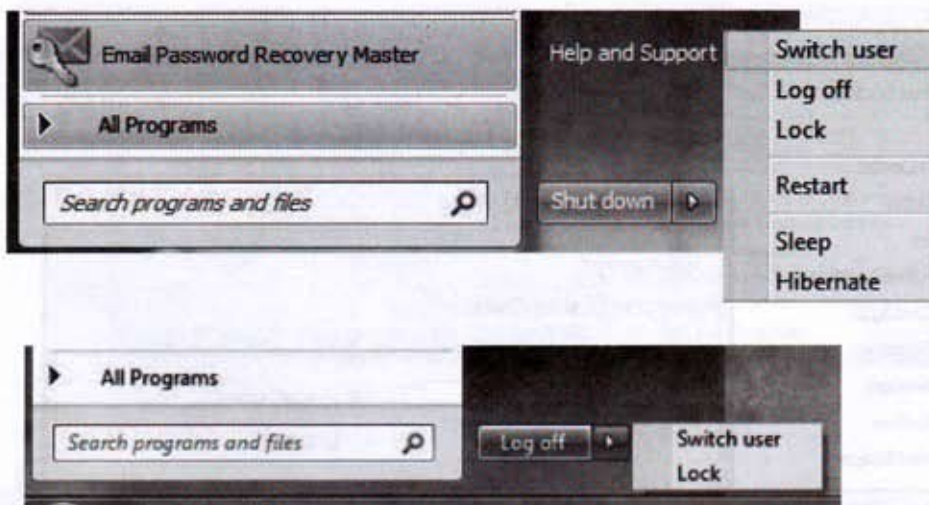 Email Password Recovery Master
Help and Support
Switch user
Log off
Lock
All Programs
Restart
Search programs and files
Shut down
Sleep
Hibernate
All Programs
Search programs and files
Log off
Switch user
Lock